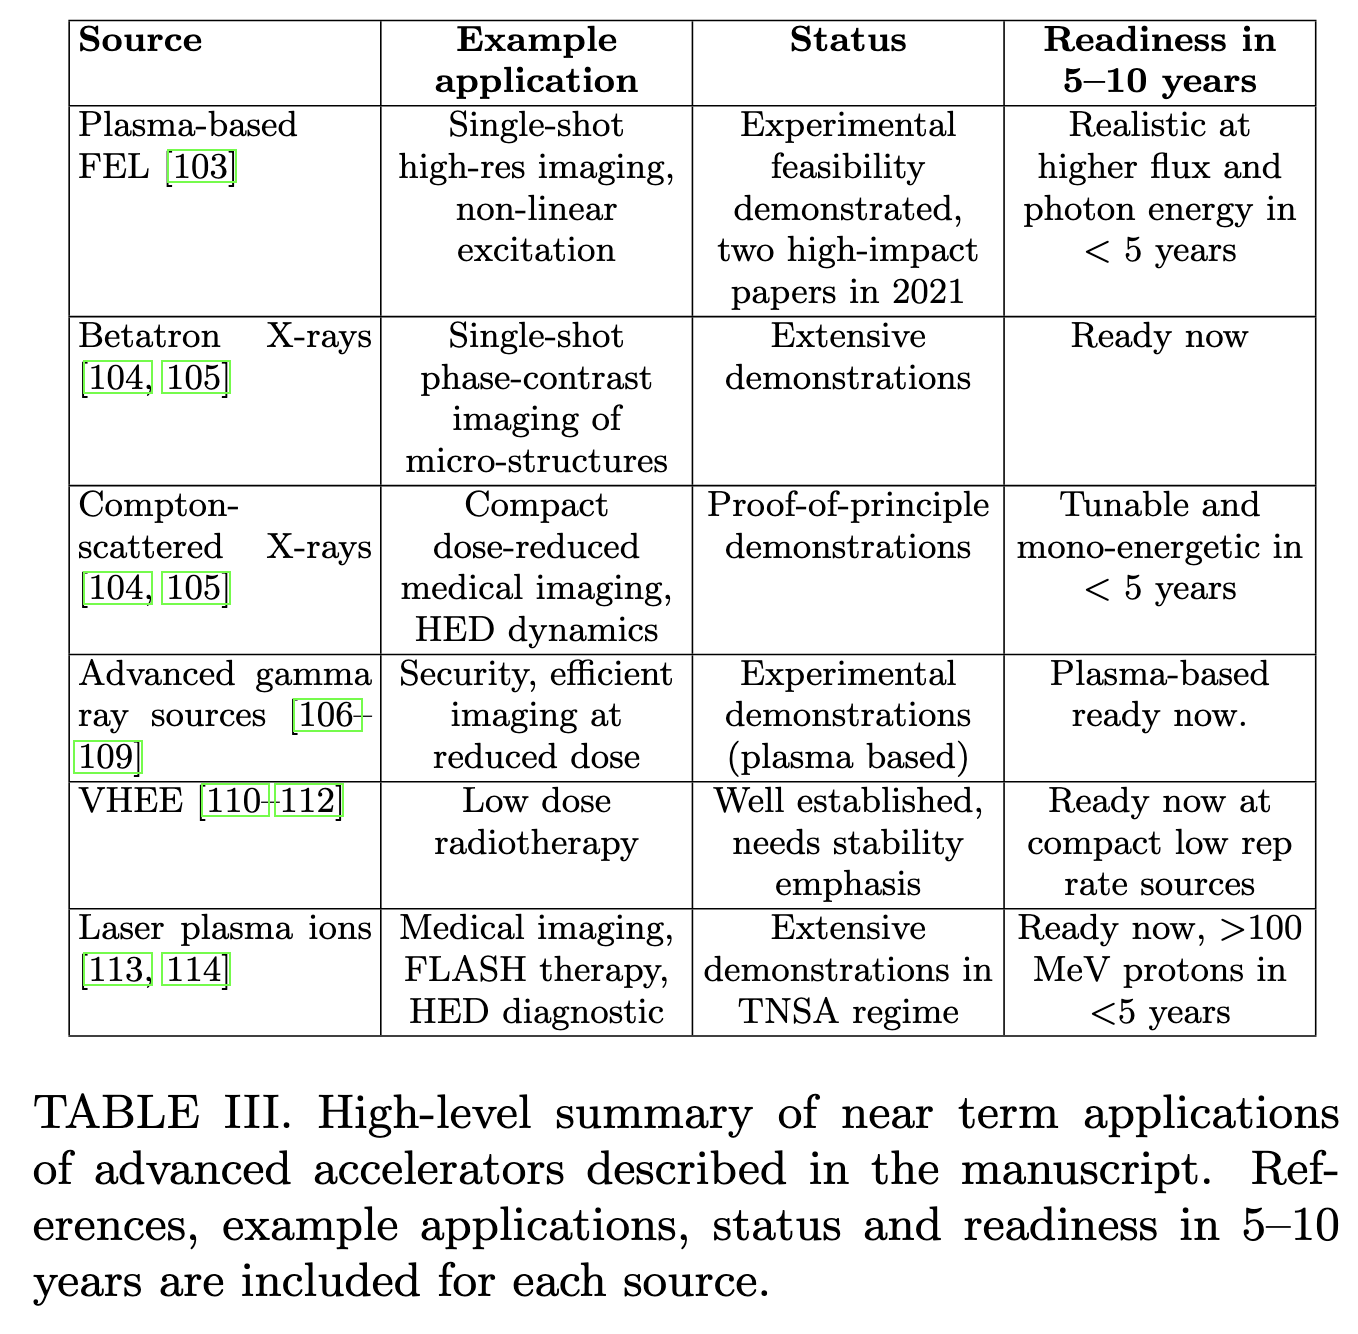 Source
Example
application
Status
Readiness in
5–10 years
Plasma-based
FEL [103]
Single-shot
high-res imaging,
non-linear
excitation
Experimental
feasibility
demonstrated,
two high-impact
papers in 2021
Realistic at
higher flux and
photon energy in
< 5 years
Betatron X-rays
[104, 105]
Single-shot
phase-contrast
imaging of
micro-structures
Extensive
demonstrations
Ready now
Compton-
scattered X-rays
[104, 105]
Compact
dose-reduced
medical imaging,
HED dynamics
Proof-of-principle
demonstrations
Tunable and
mono-energetic in
< 5 years
Advanced gamma
ray sources [106–
109]
Security, efficient
imaging at
reduced dose
Experimental
demonstrations
(plasma based)
Plasma-based
ready now.
VHEE [110–112]
Low dose
radiotherapy
Well established,
needs stability
emphasis
Ready now at
compact low rep
rate sources
Laser plasma ions
[113, 114]
Medical imaging,
FLASH therapy,
HED diagnostic
Extensive
demonstrations in
TNSA regime
Ready now, >100
MeV protons in
<5 years
TABLE III. High-level summary of near term applications
of advanced accelerators described in the manuscript. Ref-
erences, example applications, status and readiness in 5–10
years are included for each source.